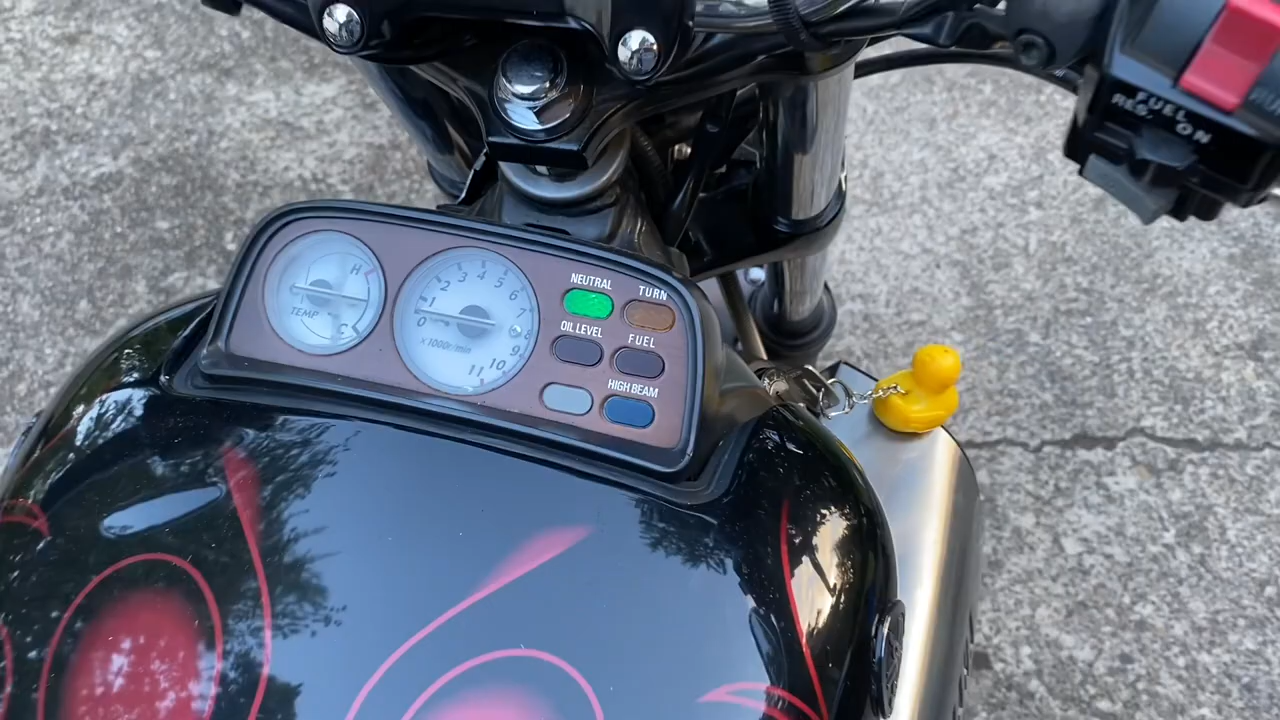 FUEL
RES. ON
H
TEMP
C
0 1 2 3 4 5 6 7 8 9 10 11
X1000r/min
NEUTRAL
TURN
OIL LEVEL
FUEL
HIGH BEAM